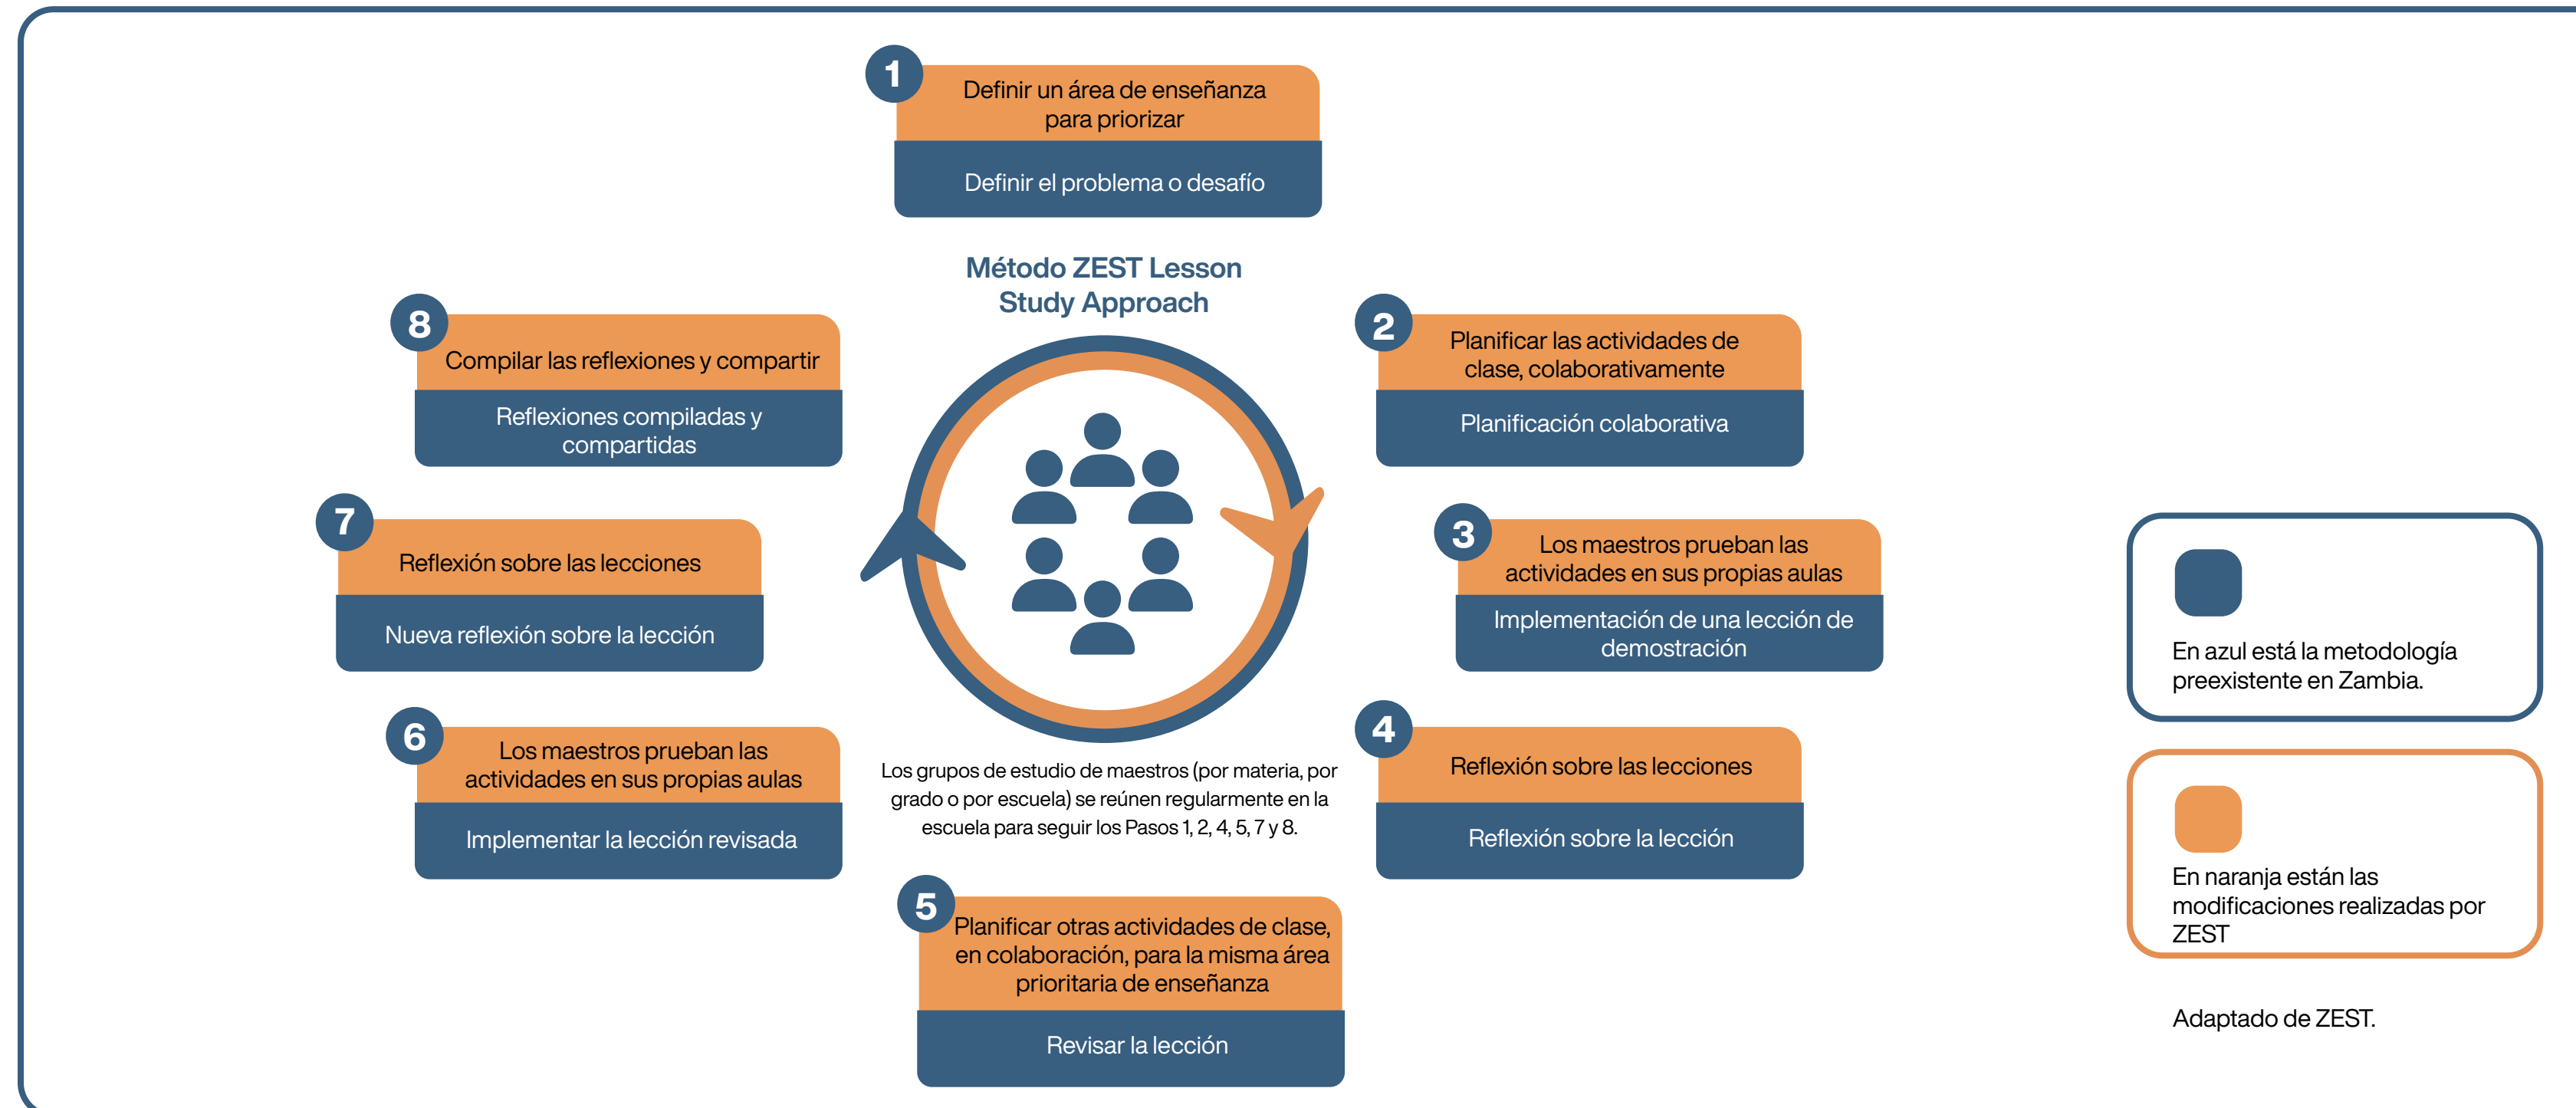 1
Definir un área de enseñanza
para priorizar
Definir el problema o desafío
Método ZEST Lesson
Study Approach
2
Planificar las actividades de
clase, colaborativamente
Planificación colaborativa
3
Los maestros prueban las
actividades en sus propias aulas
Implementación de una lección de
demostración
4
Reflexión sobre las lecciones
Reflexión sobre la lección
5
Planificar otras actividades de clase,
en colaboración, para la misma área
prioritaria de enseñanza
Revisar la lección
6
Los maestros prueban las
actividades en sus propias aulas
Implementar la lección revisada
7
Reflexión sobre las lecciones
Nueva reflexión sobre la lección
8
Compilar las reflexiones y compartir
Reflexiones compiladas y
compartidas
Los grupos de estudio de maestros (por materia, por
grado o por escuela) se reúnen regularmente en la
escuela para seguir los Pasos 1, 2, 4, 5, 7 y 8.
En azul está la metodología
preexistente en Zambia.
En naranja están las
modificaciones realizadas por
ZEST
Adaptado de ZEST.